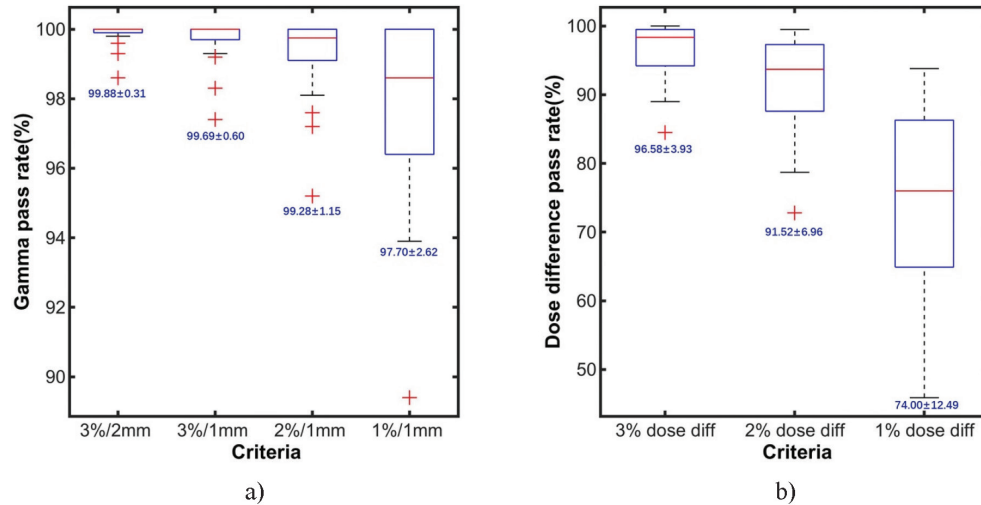 Gamma pass rate(%)
100
98
96
94
92
90
99.88±0.31
99.69±0.60
99.28±1.15
97.70±2.62
3%/2mm 3%/1mm 2%/1mm 1%/1mm
Criteria
a)
Dose difference pass rate(%)
100
90
80
70
60
50
96.58±3.93
91.52±6.96
74.00±12.49
3% dose diff 2% dose diff 1% dose diff
Criteria
b)